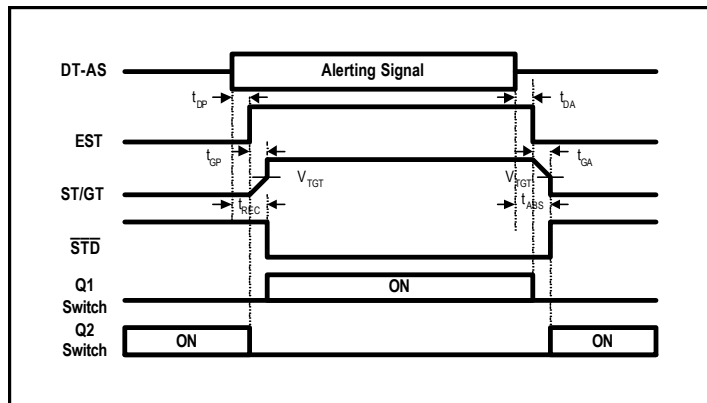 DT-AS
Alerting Signal
tDP
tDA
EST
tGP
tGA
ST/GT
VTGT
VTGT
tREC
tABS
STD
Q1
Switch
ON
Q2
Switch
ON
ON